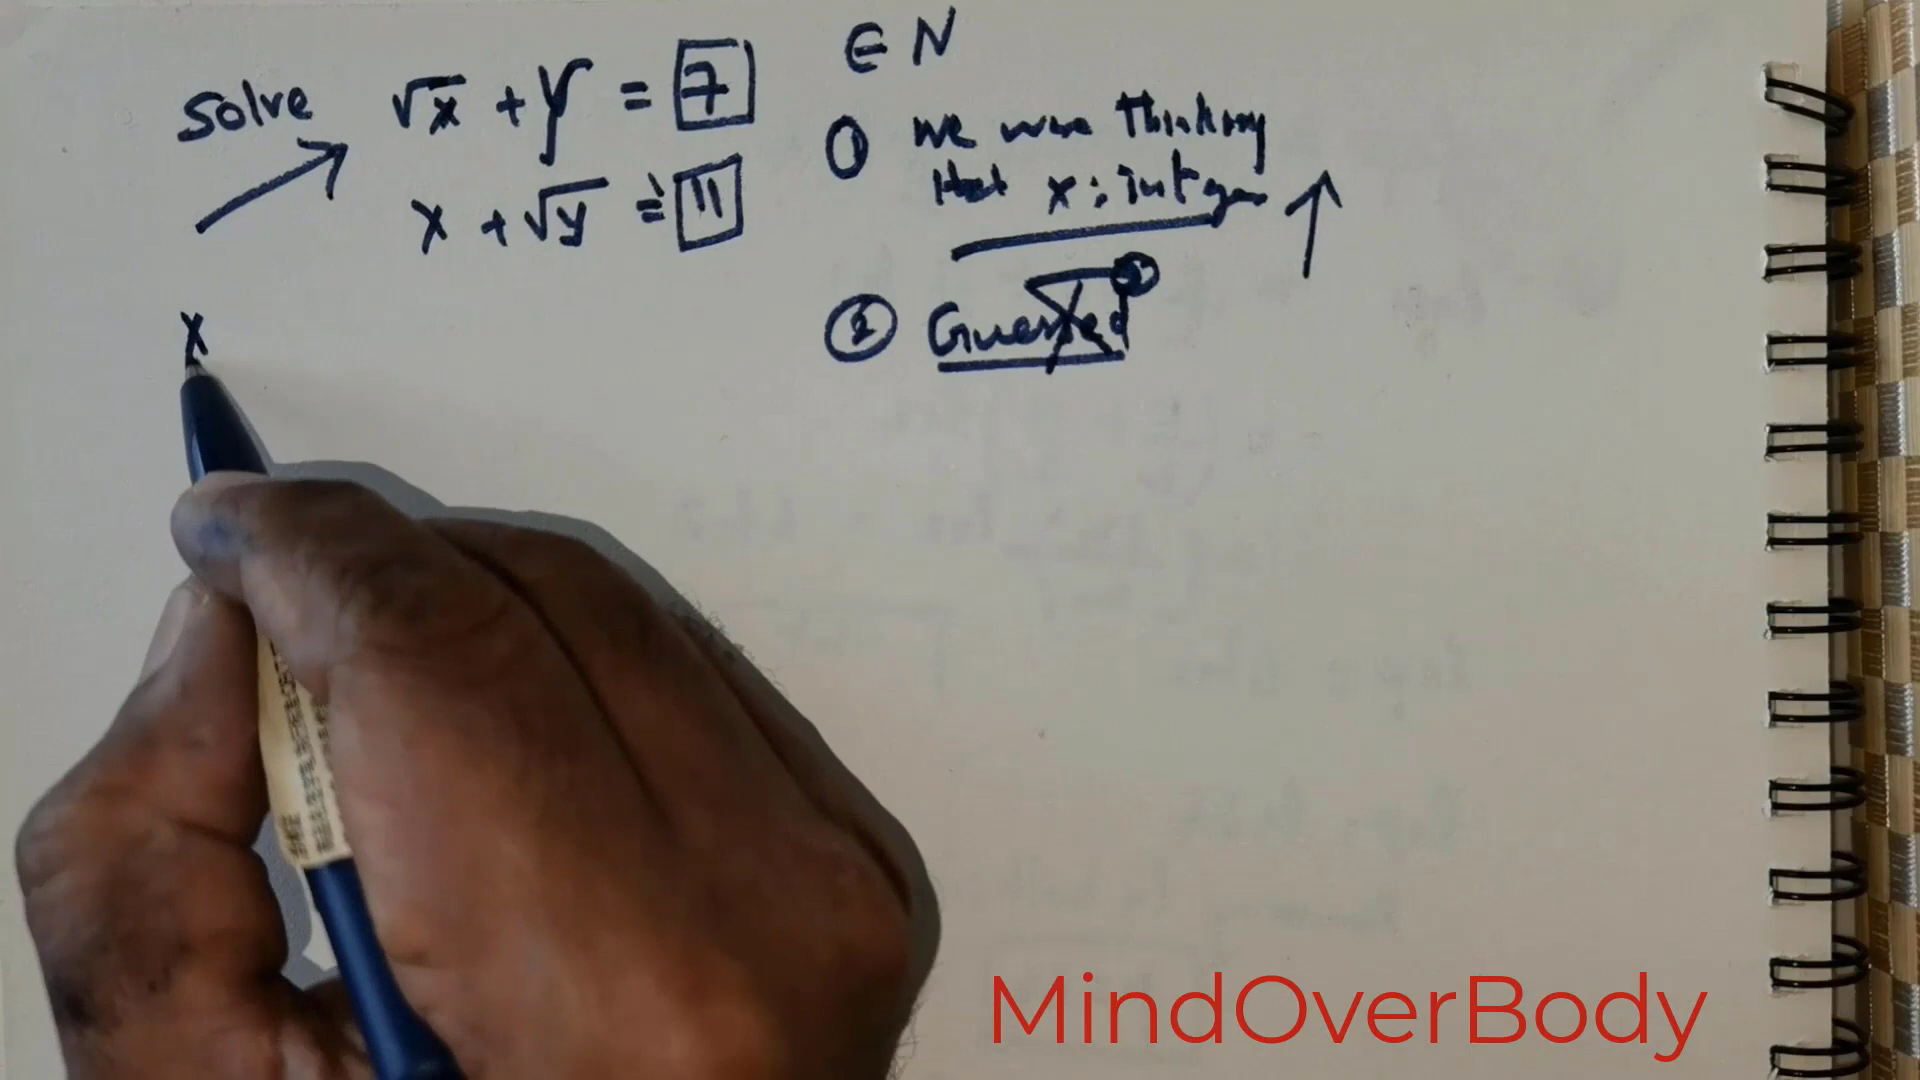 Solve √x + y = 7 ∈ N
x + √y = 11
① we were thinking
that x : integer
② Guessed
x
MindOverBody